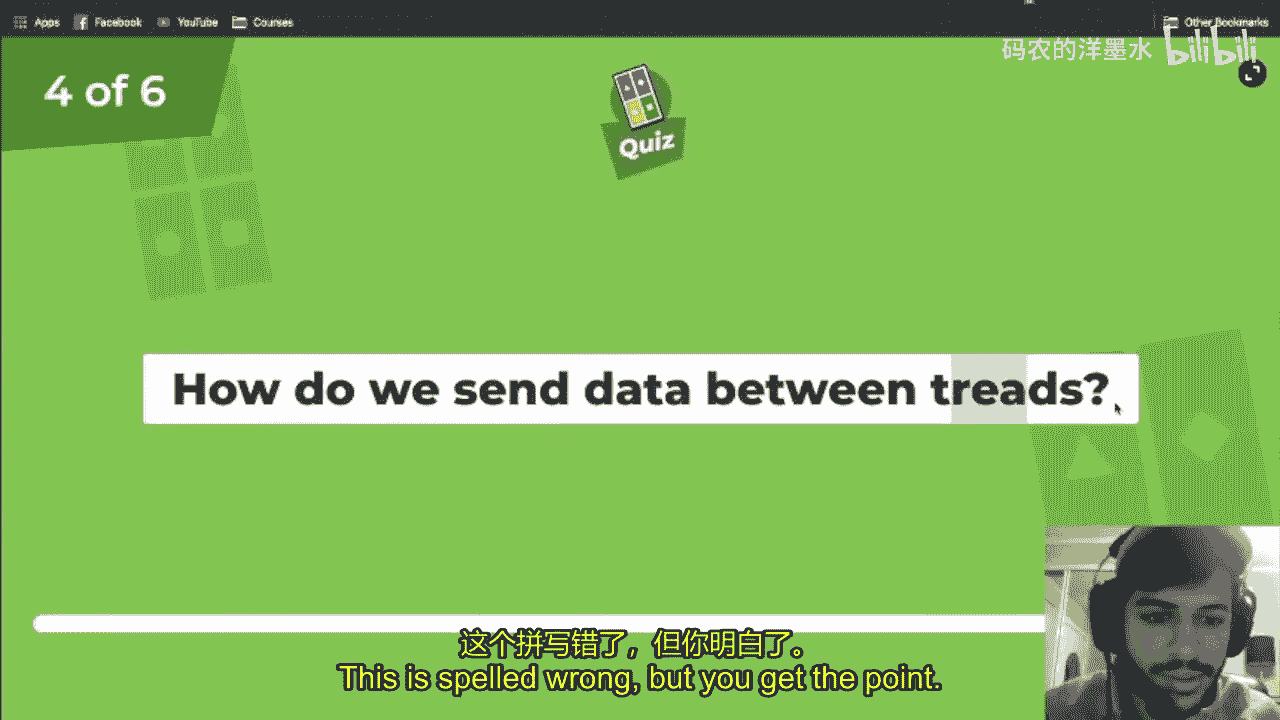 Apps Facebook YouTube Courses Other Bookmarks
码农的洋墨水 bilibili
4 of 6
Quiz
How do we send data between treads?
这个拼写错了，但你明白了。
This is spelled wrong, but you get the point.